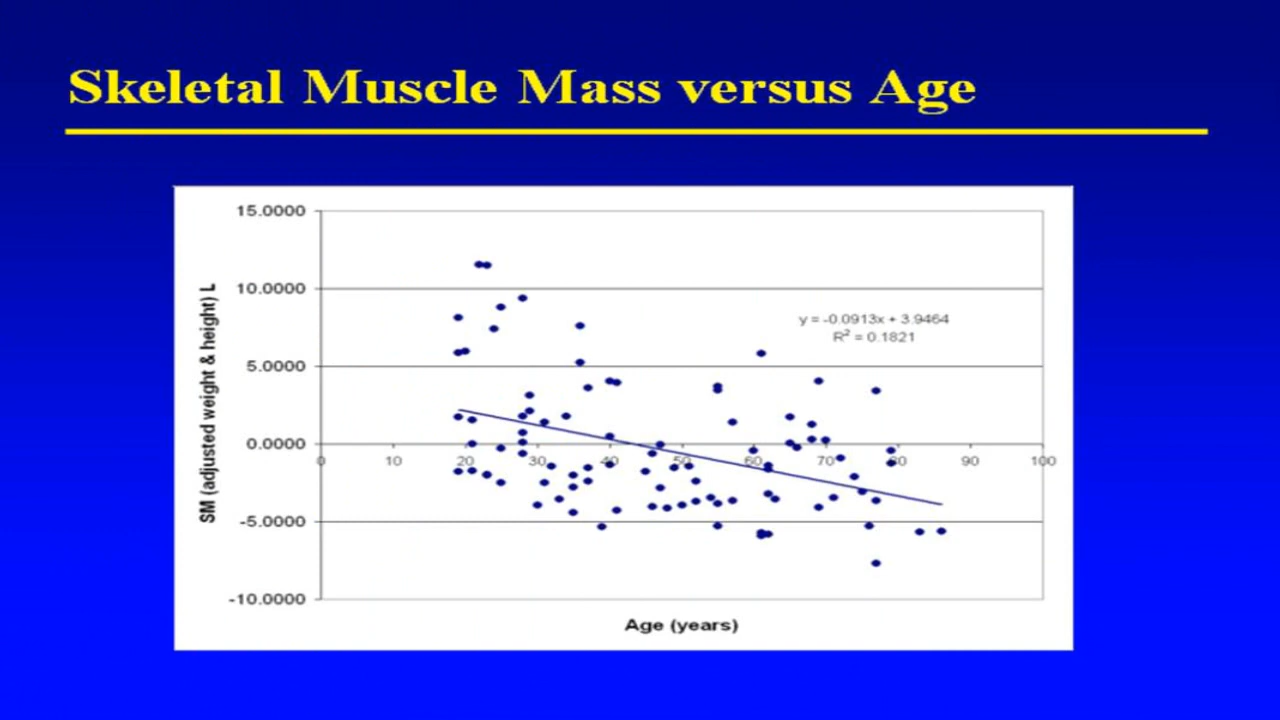 Skeletal Muscle Mass versus Age
15.0000
10.0000
5.0000
0.0000
-5.0000
-10.0000
SM (adjusted weight & height) L
y = -0.0913x + 3.9464
R² = 0.1821
0 10 20 30 40 50 60 70 80 90 100
Age (years)